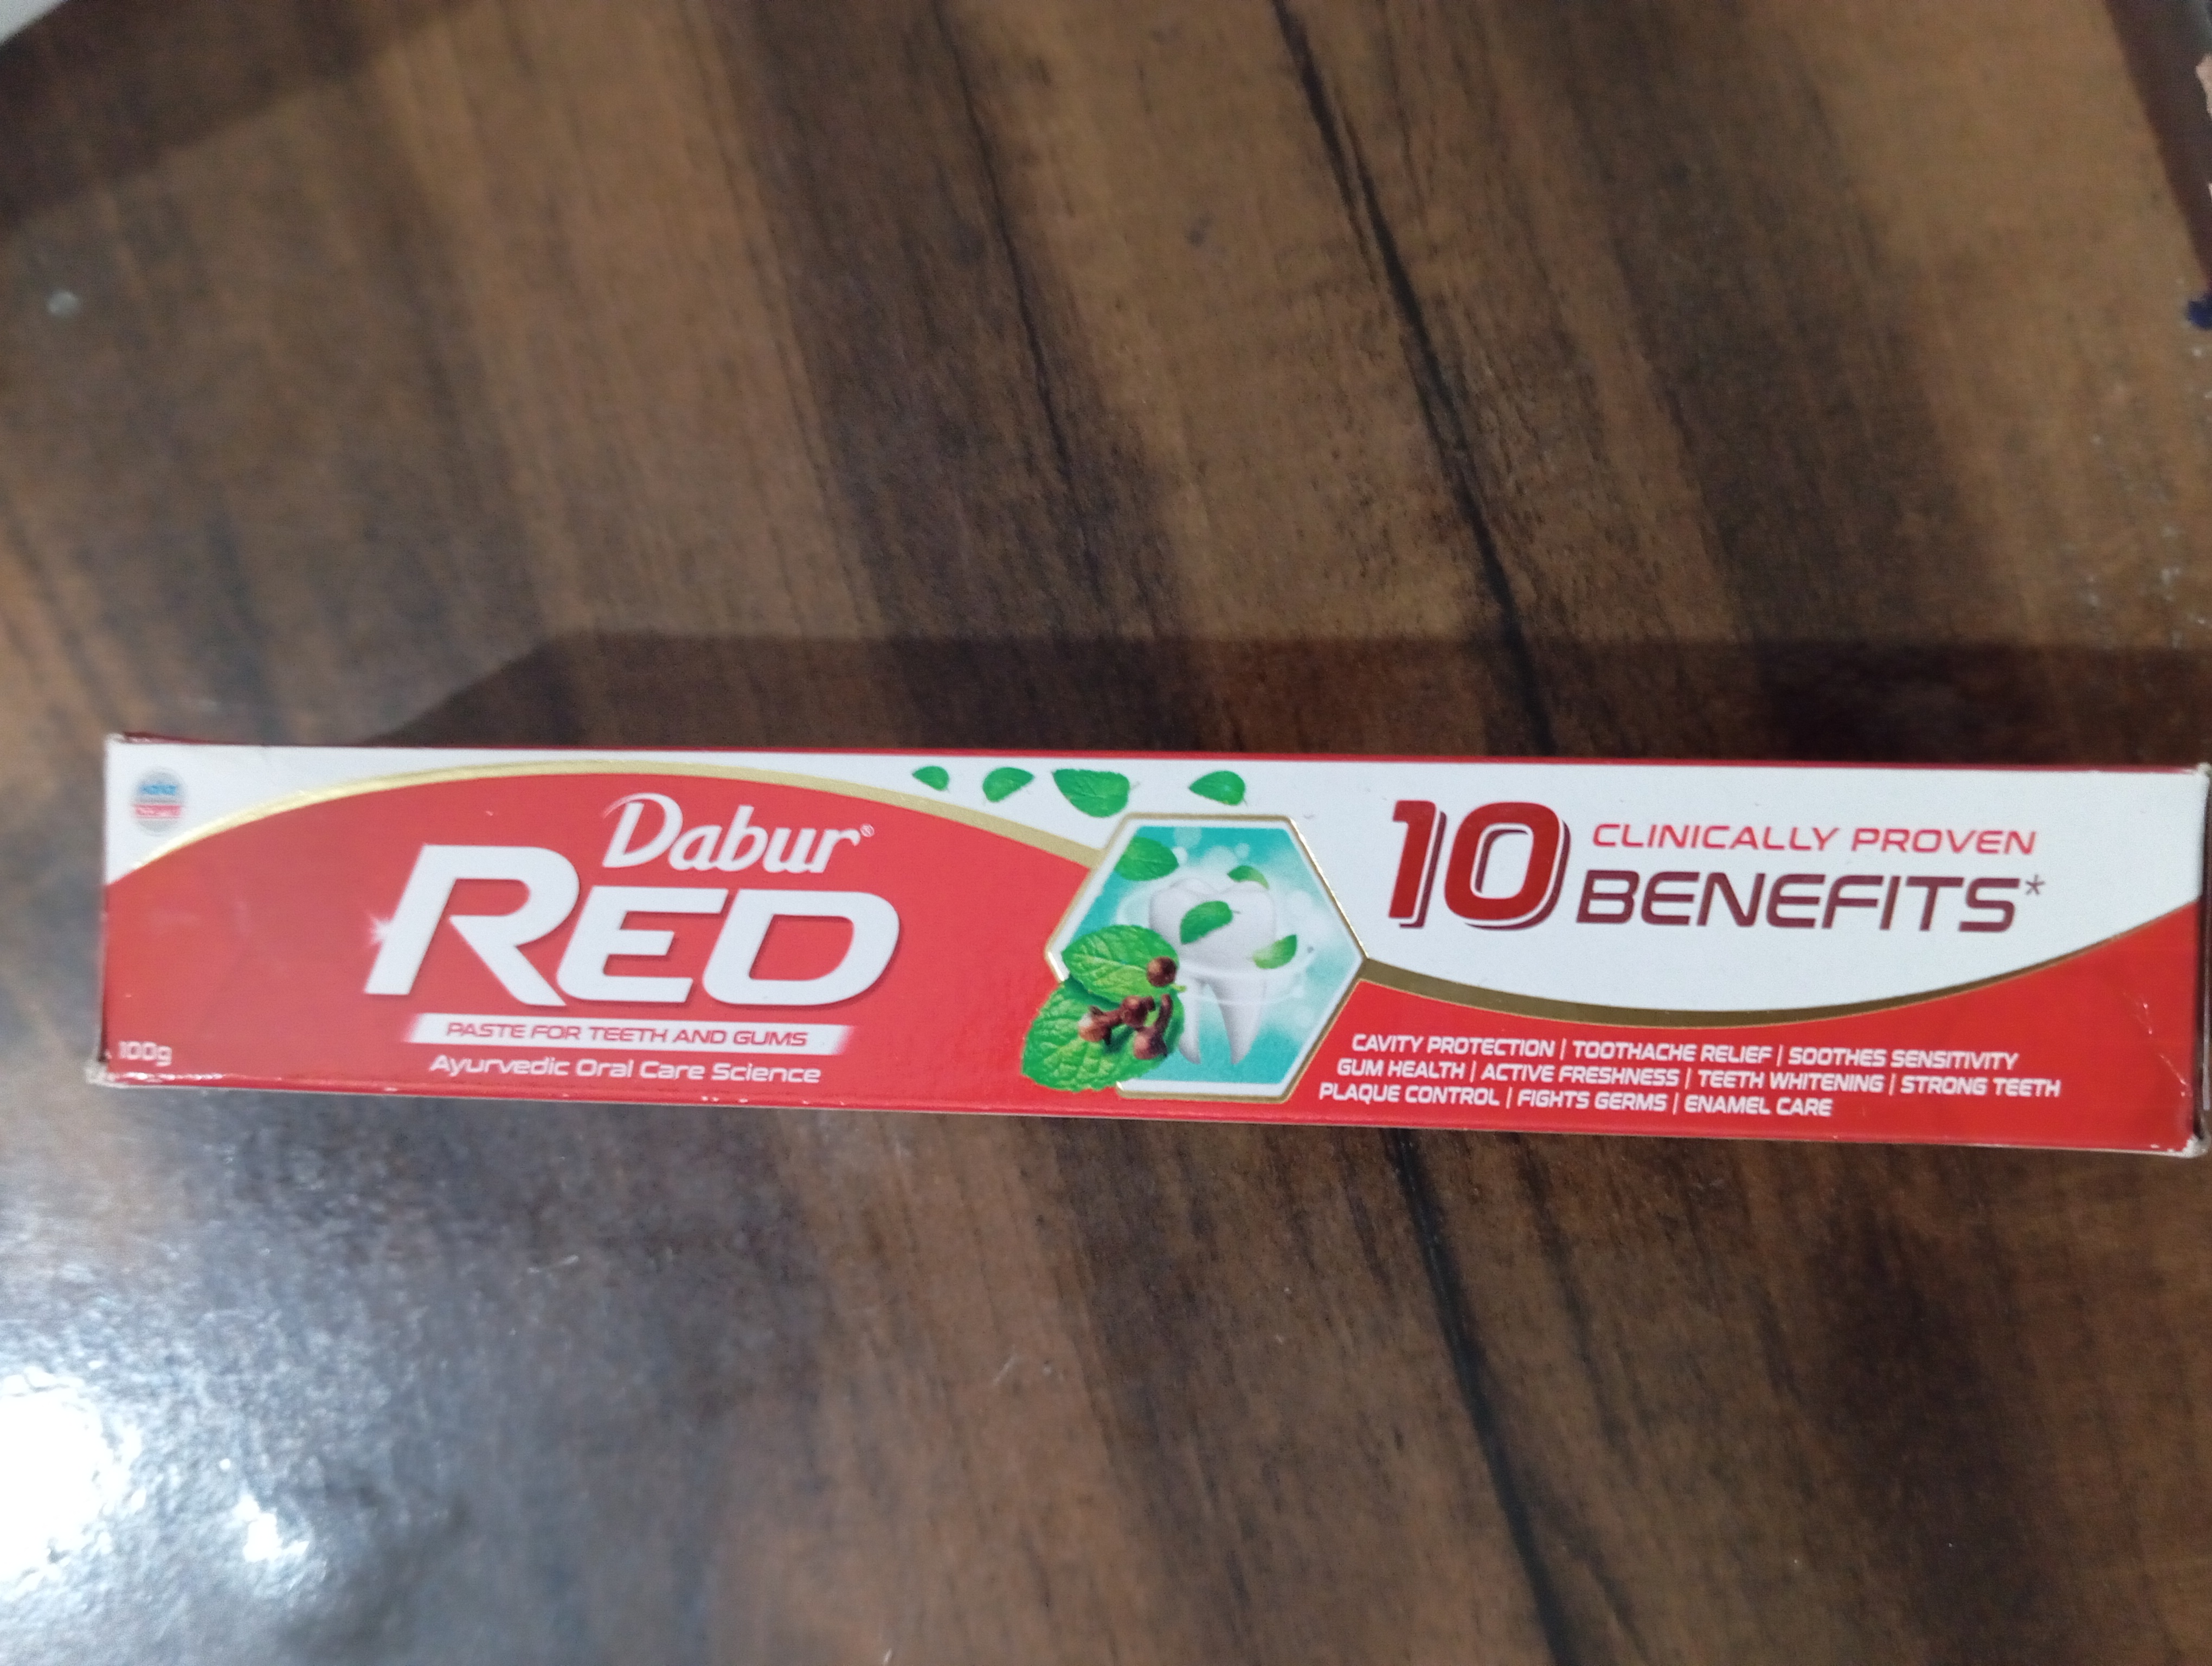 Dabur®
RED
PASTE FOR TEETH AND GUMS
Ayurvedic Oral Care Science
100g
10 CLINICALLY PROVEN
BENEFITS*
CAVITY PROTECTION | TOOTHACHE RELIEF | SOOTHES SENSITIVITY
GUM HEALTH | ACTIVE FRESHNESS | TEETH WHITENING | STRONG TEETH
PLAQUE CONTROL | FIGHTS GERMS | ENAMEL CARE